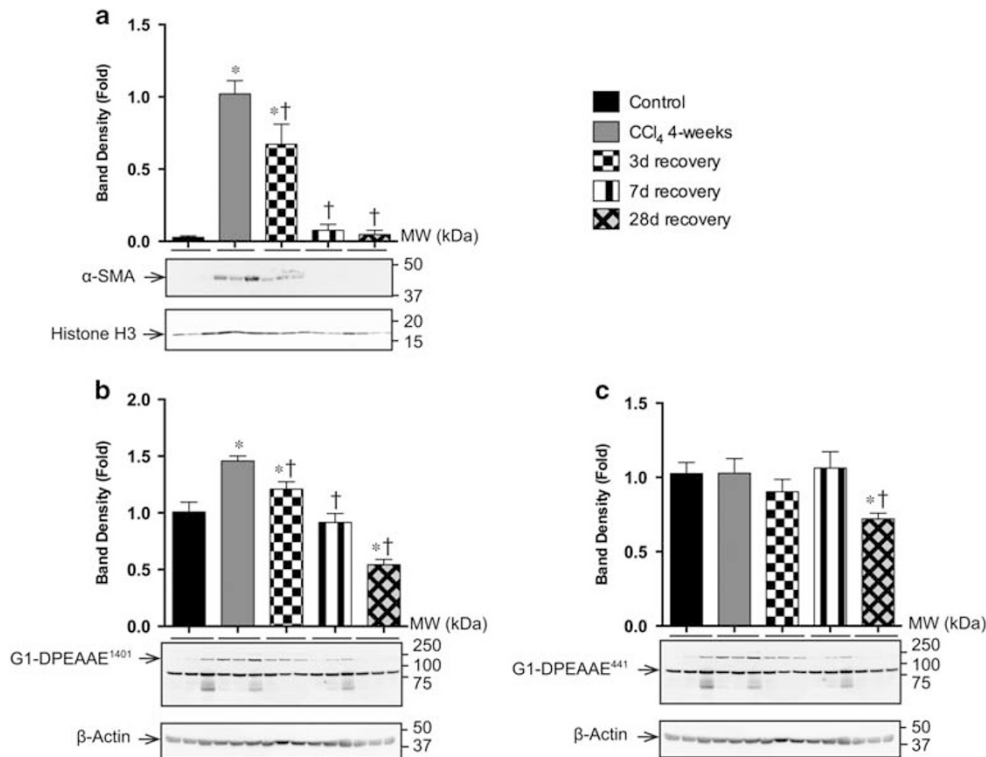 a
1.5
1.0
0.5
0.0
Band Density (Fold)
*
*†
†
†
MW (kDa)
α-SMA
50
37
Histone H3
20
15
Control
CCl₄ 4-weeks
3d recovery
7d recovery
28d recovery
b
2.0
1.5
1.0
0.5
0.0
Band Density (Fold)
*
*†
†
*†
MW (kDa)
G1-DPEAAE¹⁴⁰¹
250
100
75
β-Actin
50
37
c
1.5
1.0
0.5
0.0
Band Density (Fold)
*†
MW (kDa)
G1-DPEAAE⁴⁴¹
250
100
75
β-Actin
50
37